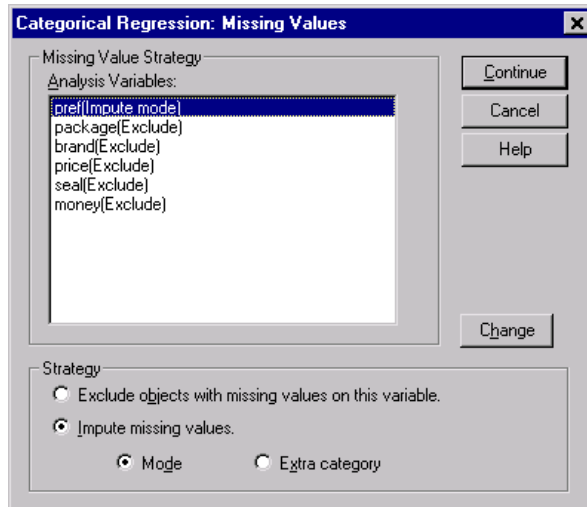 Categorical Regression: Missing Values
Missing Value Strategy
Analysis Variables:
pref(Impute mode)
package(Exclude)
brand(Exclude)
price(Exclude)
seal(Exclude)
money(Exclude)
Continue
Cancel
Help
Change
Strategy
Exclude objects with missing values on this variable.
Impute missing values.
Mode
Extra category